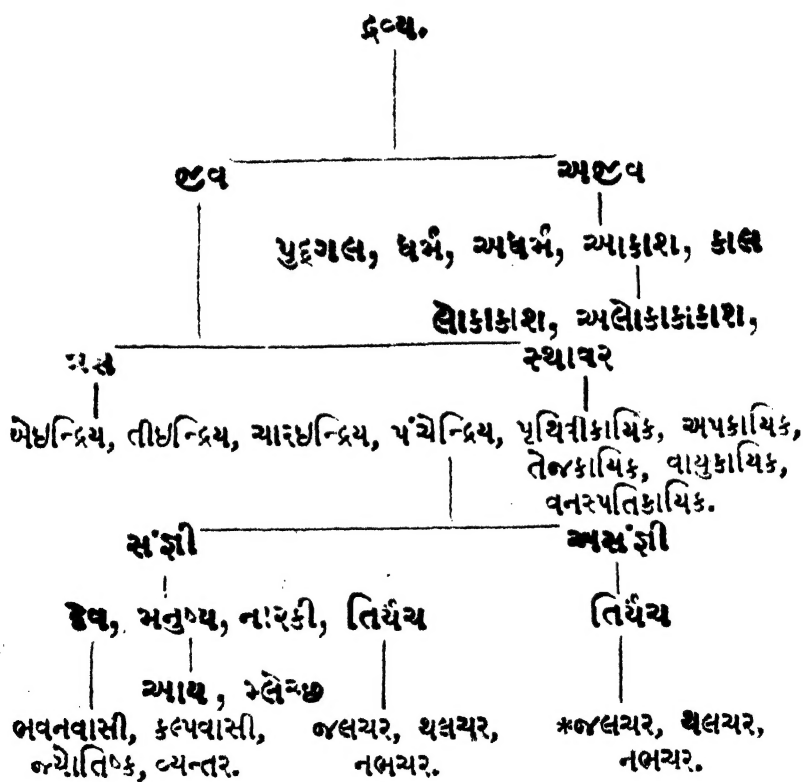 દ્રવ્ય.
જીવ અજીવ
પુદ્ગલ, ધર્મ, અધર્મ, આકાશ, કાલ
લોકાકાશ, અલોકાકાંકાશ,
ત્રસ સ્થાવર
બેઇન્દ્રિય, તીઇન્દ્રિય, ચારઇન્દ્રિય, પંચેન્દ્રિય, પૃથિવીકાયિક, અપકાયિક,
તેજકાયિક, વાયુકાયિક,
વનસ્પતિકાયિક.
સંજ્ઞી અસંજ્ઞી
દેવ, મનુષ્ય, નારકી, તિર્યંચ તિર્યંચ
આય, મ્લેચ્છ
ભવનવાસી, કલ્પવાસી, જલચર, થલચર, *જલચર, થલચર,
જ્યોતિષ્ક, વ્યન્તર. નભચર. નભચર.